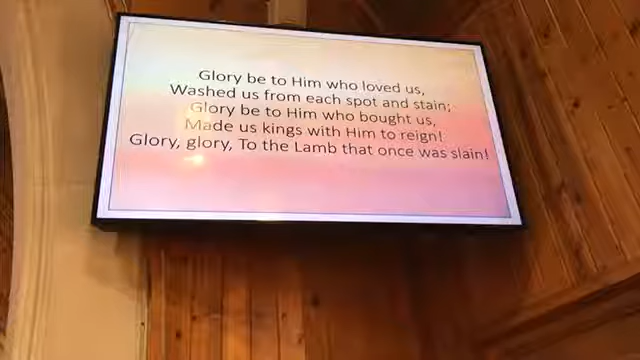 Glory be to Him who loved us,
Washed us from each spot and stain;
Glory be to Him who bought us,
Made us kings with Him to reign!
Glory, glory, To the Lamb that once was slain!